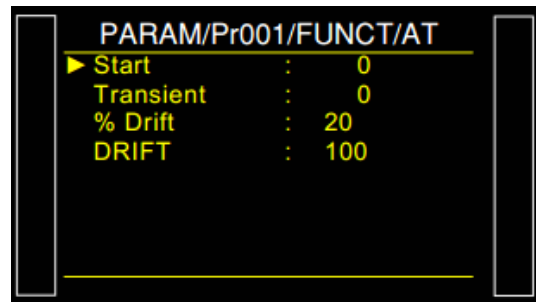 PARAM/Pr001/FUNCT/AT
Start : 0
Transient : 0
% Drift : 20
DRIFT : 100